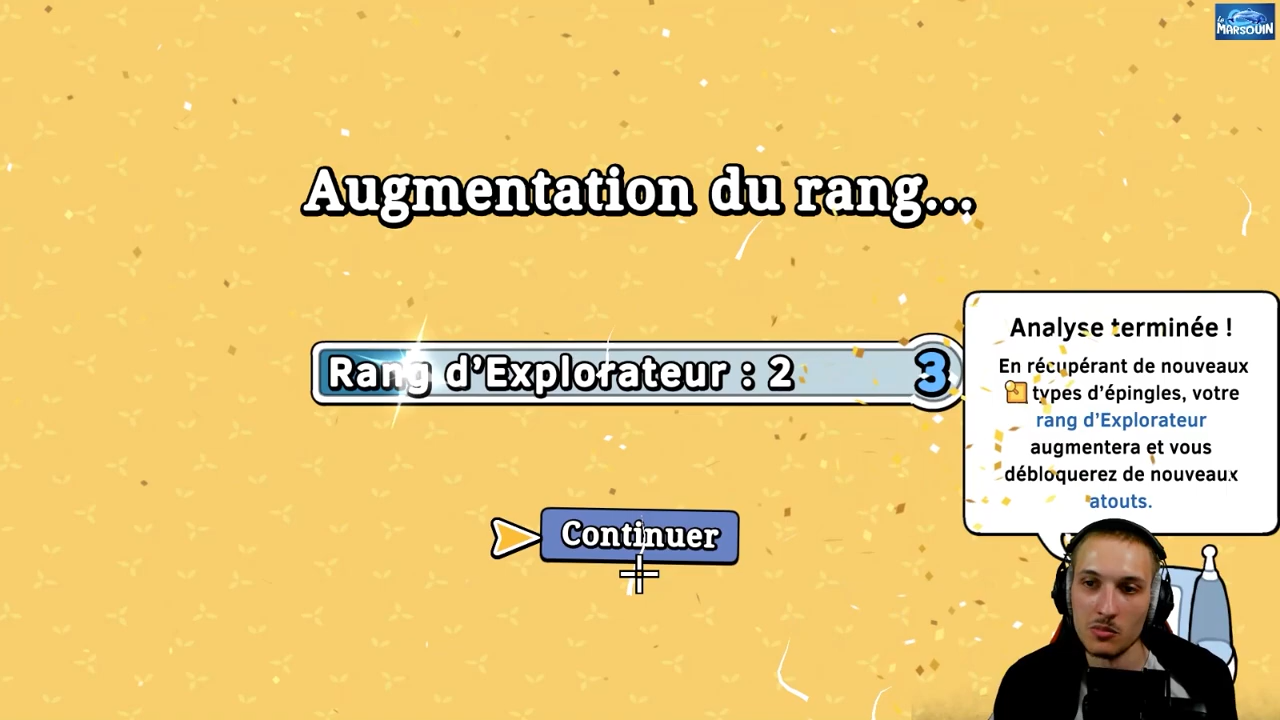 Le
MARSOUIN
Augmentation du rang...
Rang d'Explorateur : 2
3
Analyse terminée !
En récupérant de nouveaux
types d'épingles, votre
rang d'Explorateur
augmentera et vous
débloquerez de nouveaux
atouts.
Continuer